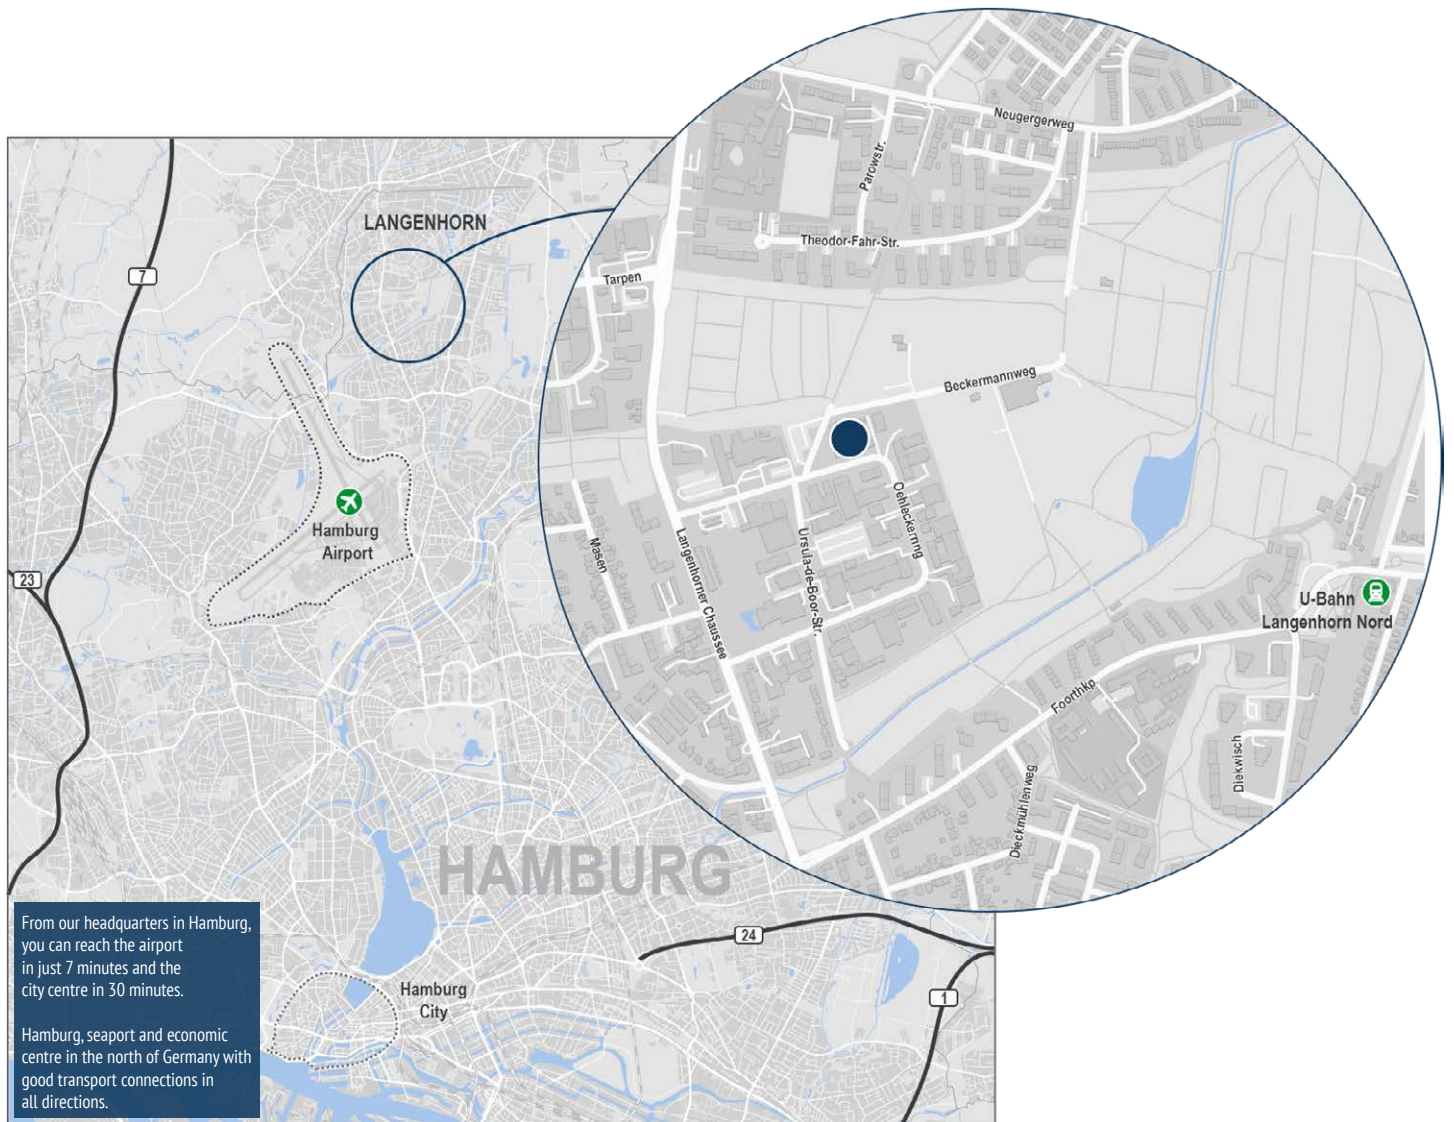 Neugergerweg
Parowstr.
Theodor-Fahr-Str.
LANGENHORN
Tarpen
7
Beckermannweg
Oehleckerring
Hamburg
Airport
Masen
Langenhorner Chaussee
Ursula-de-Boor-Str.
23
U-Bahn
Langenhorn Nord
Foorthkp.
Diekwisch
Dieckmühlenweg
HAMBURG
From our headquarters in Hamburg,
you can reach the airport
in just 7 minutes and the
city centre in 30 minutes.
Hamburg, seaport and economic
centre in the north of Germany with
good transport connections in
all directions.
24
Hamburg
City
1